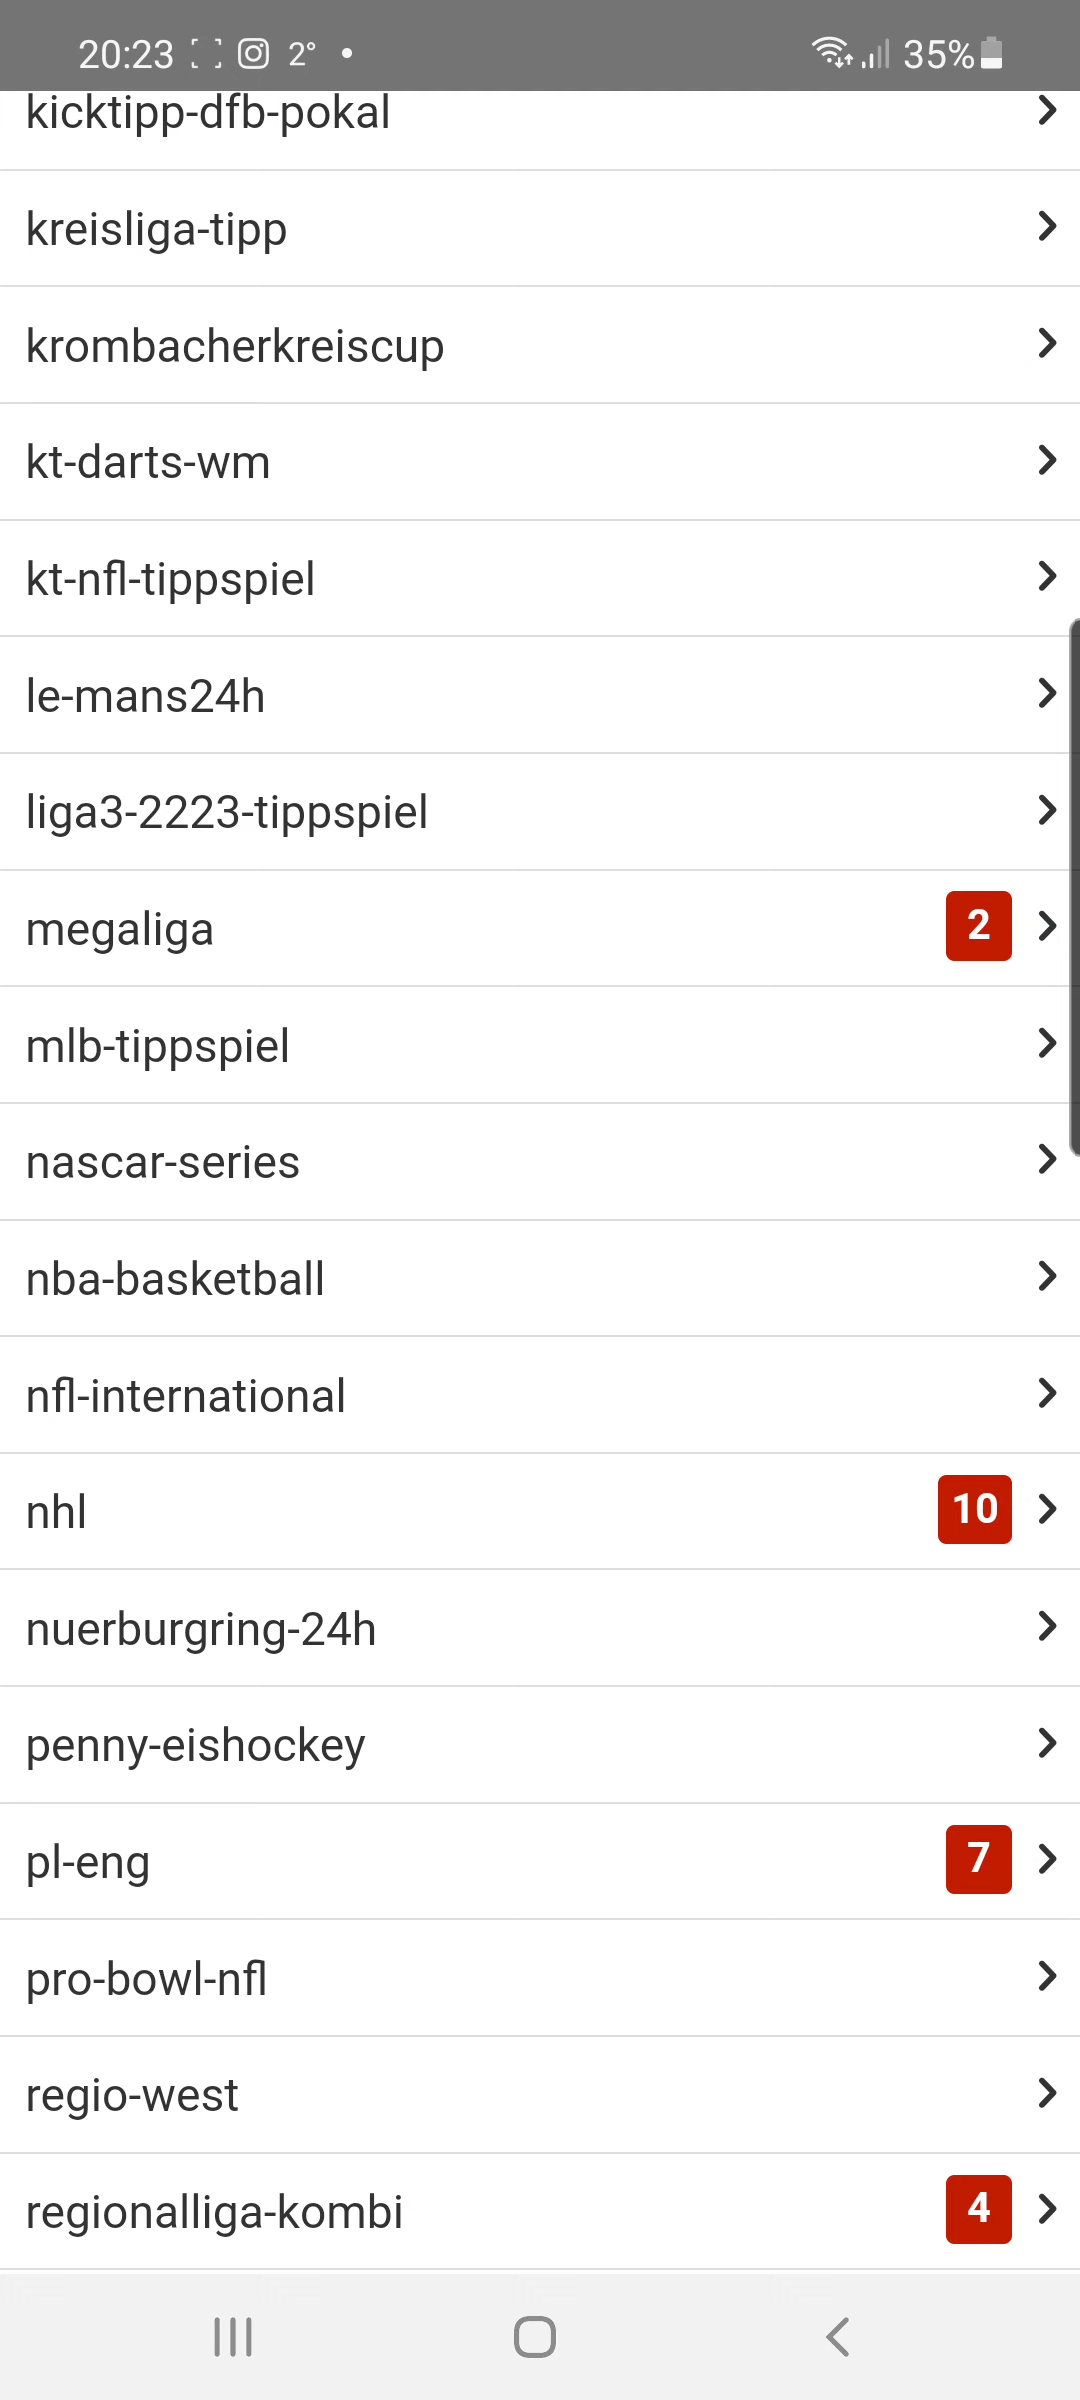 20:23 2° 35%
kicktipp-dfb-pokal
kreisliga-tipp
krombacherkreiscup
kt-darts-wm
kt-nfl-tippspiel
le-mans24h
liga3-2223-tippspiel
megaliga 2
mlb-tippspiel
nascar-series
nba-basketball
nfl-international
nhl 10
nuerburgring-24h
penny-eishockey
pl-eng 7
pro-bowl-nfl
regio-west
regionalliga-kombi 4